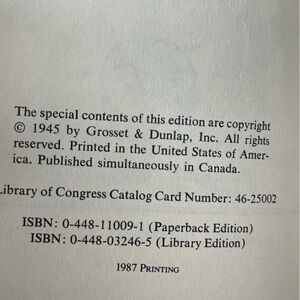 The special contents of this edition are copyright
© 1945 by Grosset & Dunlap, Inc. All rights
reserved. Printed in the United States of Amer-
ica. Published simultaneously in Canada.
Library of Congress Catalog Card Number: 46-25002
ISBN: 0-448-11009-1 (Paperback Edition)
ISBN: 0-448-03246-5 (Library Edition)
1987 PRINTING